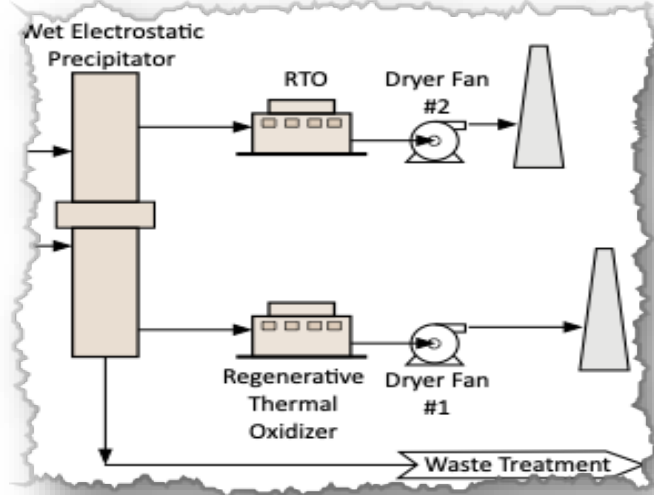 Wet Electrostatic
Precipitator
RTO
Dryer Fan
#2
Regenerative
Thermal
Oxidizer
Dryer Fan
#1
Waste Treatment